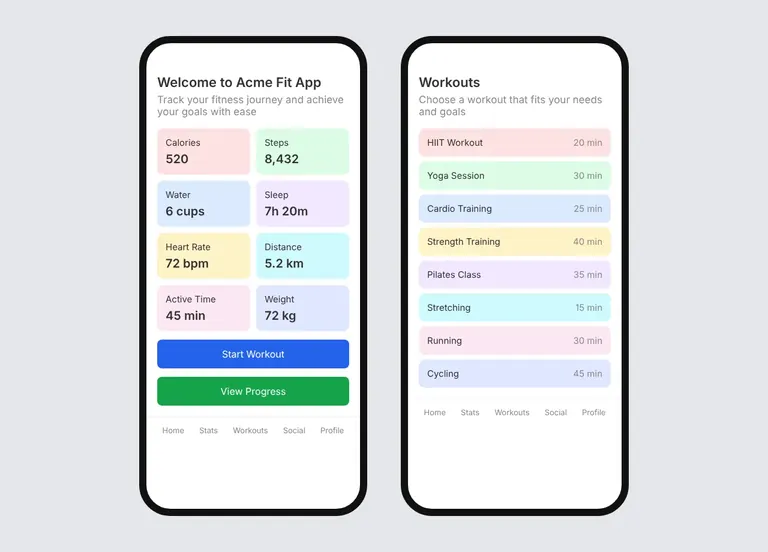 Welcome to Acme Fit App
Track your fitness journey and achieve
your goals with ease
Calories
520
Steps
8,432
Water
6 cups
Sleep
7h 20m
Heart Rate
72 bpm
Distance
5.2 km
Active Time
45 min
Weight
72 kg
Start Workout
View Progress
Home Stats Workouts Social Profile
Workouts
Choose a workout that fits your needs
and goals
HIIT Workout 20 min
Yoga Session 30 min
Cardio Training 25 min
Strength Training 40 min
Pilates Class 35 min
Stretching 15 min
Running 30 min
Cycling 45 min
Home Stats Workouts Social Profile